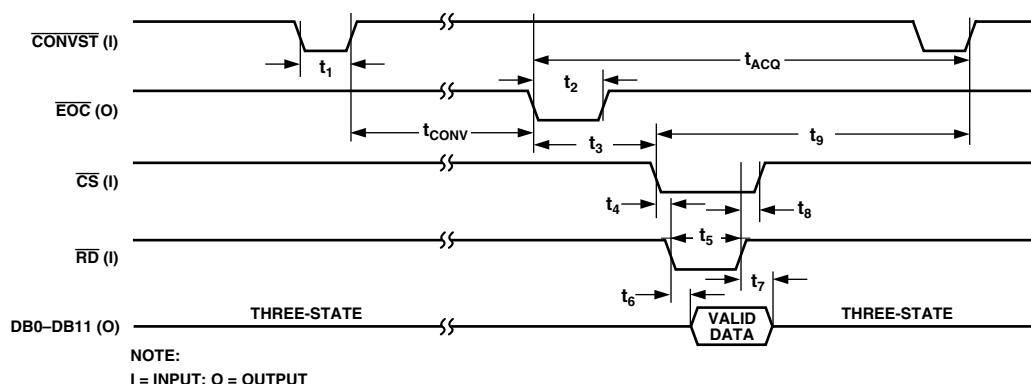 CONVST (I)
t1
tACQ
t2
EOC (O)
tCONV
t3
t9
CS (I)
t4
t8
t5
RD (I)
t7
t6
THREE-STATE
THREE-STATE
DB0–DB11 (O)
VALID
DATA
NOTE:
I = INPUT; O = OUTPUT